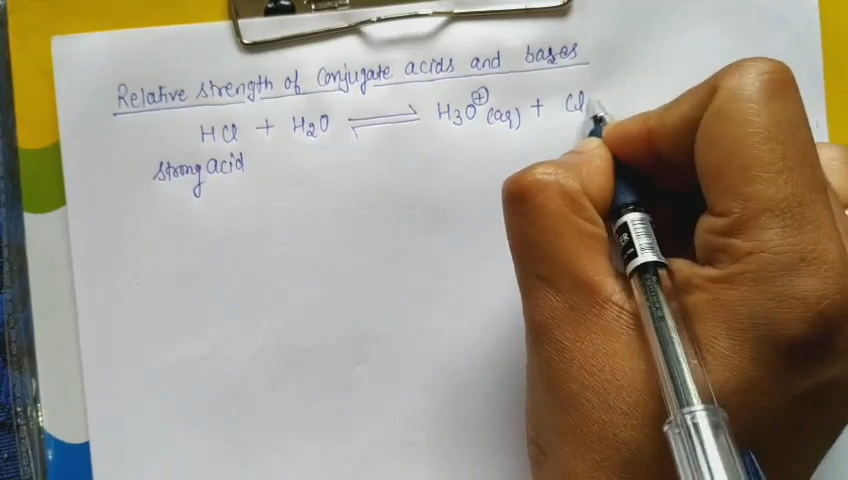 Relative strength of conjugate acids and bases
HCl + H2O ⇌ H3O⊕(aq) + Cl
strong acid